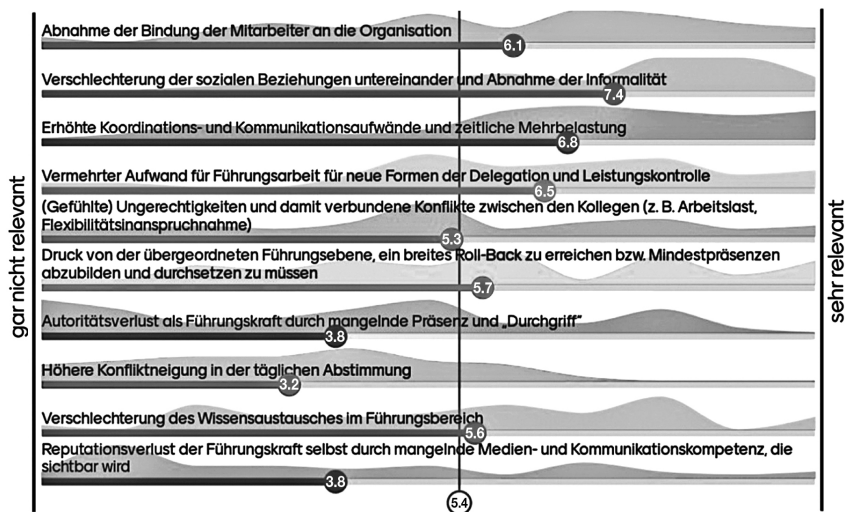 Abnahme der Bindung der Mitarbeiter an die Organisation
6.1
Verschlechterung der sozialen Beziehungen untereinander und Abnahme der Informalität
7.4
Erhöhte Koordinations- und Kommunikationsaufwände und zeitliche Mehrbelastung
6.8
Vermehrter Aufwand für Führungsarbeit für neue Formen der Delegation und Leistungskontrolle
6.5
(Gefühlte) Ungerechtigkeiten und damit verbundene Konflikte zwischen den Kollegen (z. B. Arbeitslast,
Flexibilitätsinanspruchnahme)
5.3
Druck von der übergeordneten Führungsebene, ein breites Roll-Back zu erreichen bzw. Mindestpräsenzen
abzubilden und durchsetzen zu müssen
5.7
Autoritätsverlust als Führungskraft durch mangelnde Präsenz und „Durchgriff"
3.8
Höhere Konfliktneigung in der täglichen Abstimmung
3.2
Verschlechterung des Wissensaustausches im Führungsbereich
5.6
Reputationsverlust der Führungskraft selbst durch mangelnde Medien- und Kommunikationskompetenz, die
sichtbar wird
3.8
5.4
gar nicht relevant
sehr relevant